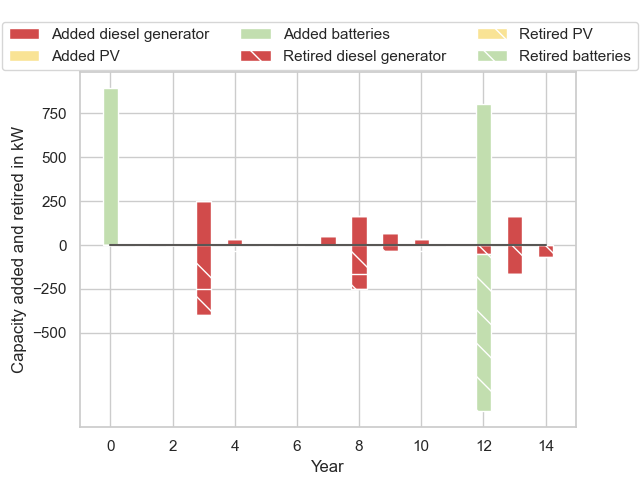 Added diesel generator Added batteries Retired PV
Added PV Retired diesel generator Retired batteries
750
500
250
0
−250
−500
Capacity added and retired in kW
0 2 4 6 8 10 12 14
Year